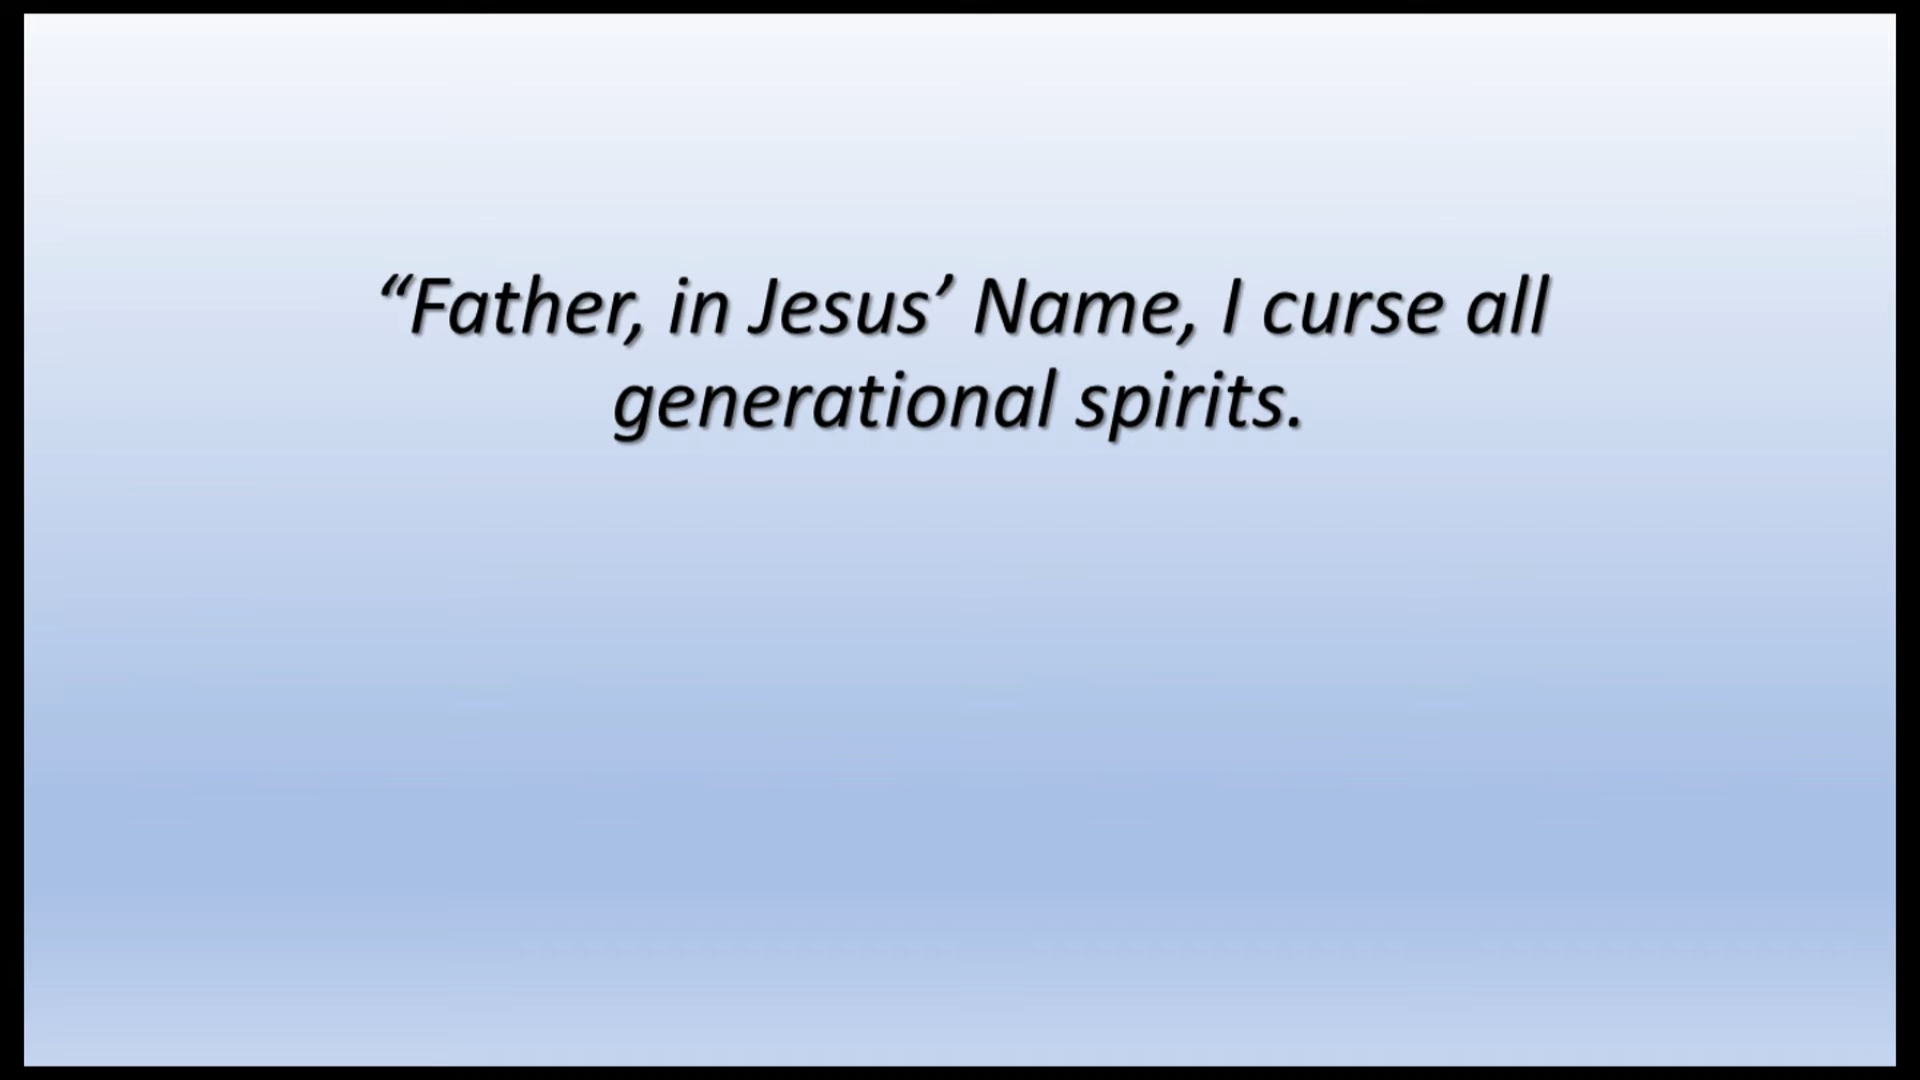 “Father, in Jesus’ Name, I curse all
generational spirits.